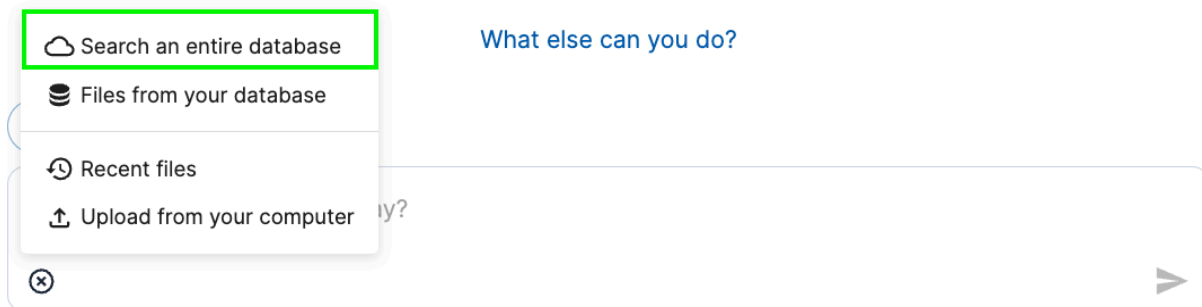 Search an entire database
What else can you do?
Files from your database
Recent files
Upload from your computer